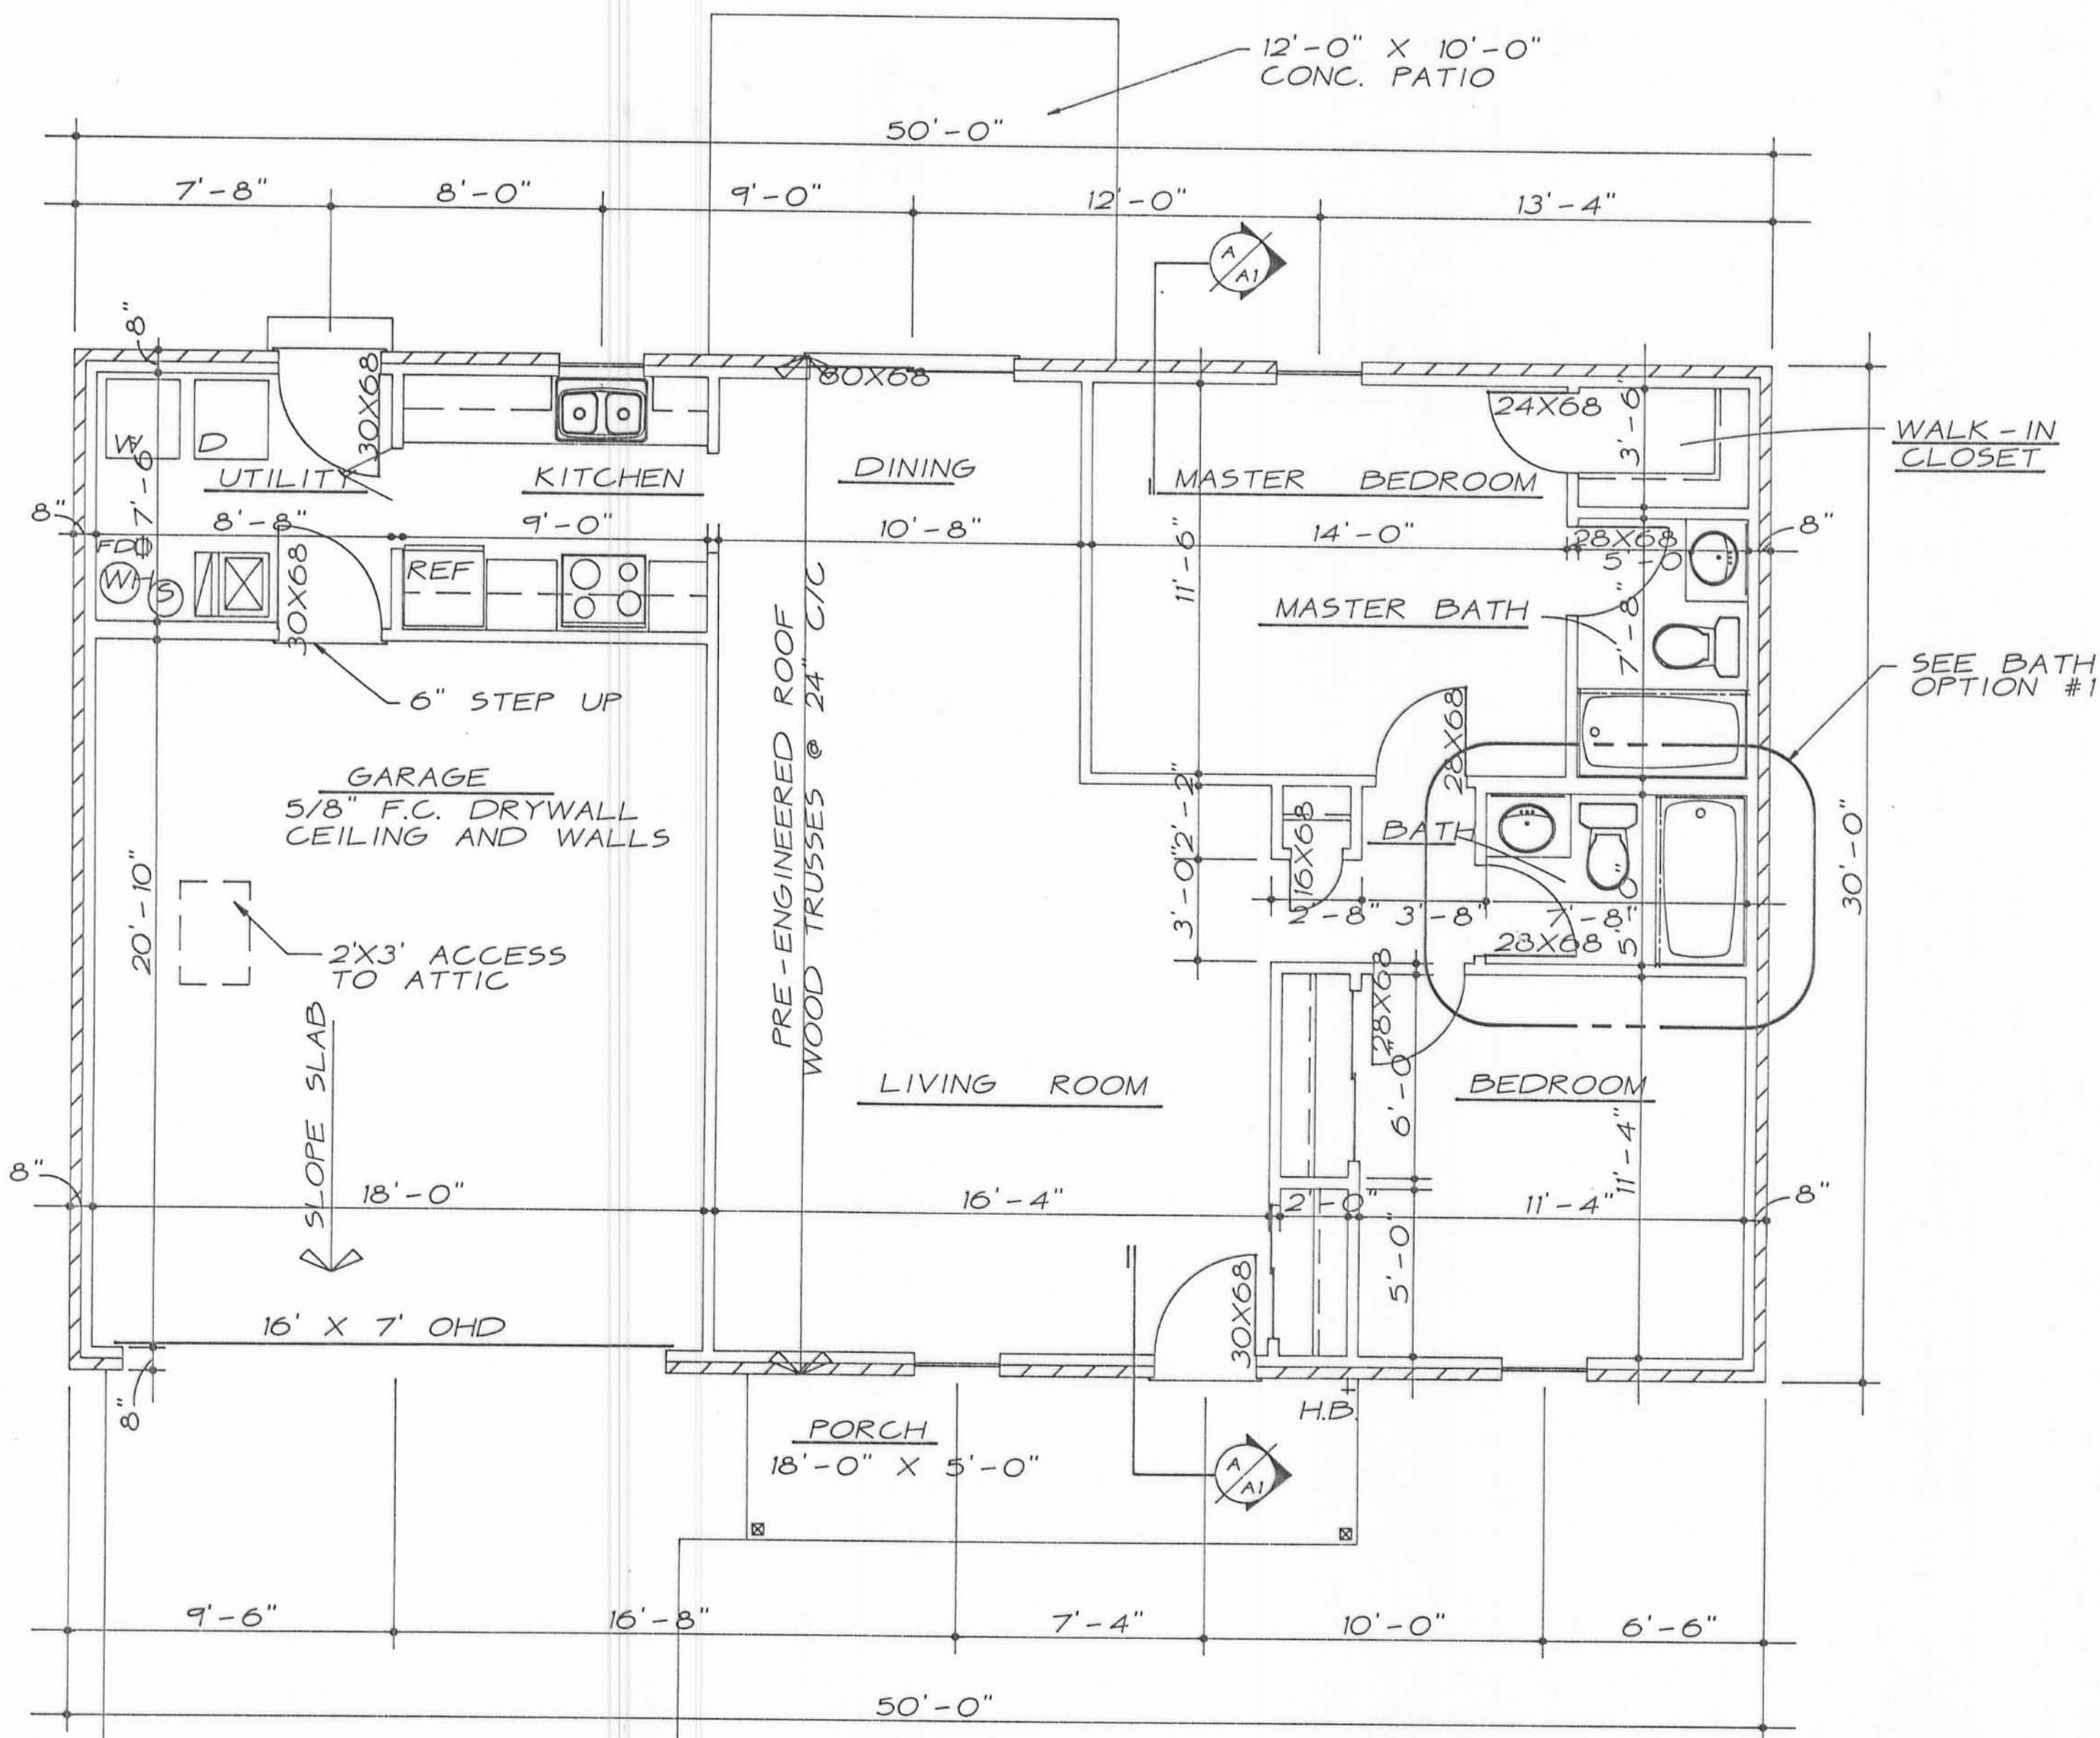 12'-0" X 10'-0"
CONC. PATIO
50'-0"
7'-8"
8'-0"
9'-0"
12'-0"
13'-4"
A
A1
8"
30X68
60X68
24X68
3'-6"
WALK-IN
CLOSET
W
D
7'-6"
UTILITY
KITCHEN
DINING
MASTER BEDROOM
8"
8'-8"
9'-0"
10'-8"
14'-0"
28X68
5'-0"
8"
FD
WH
S
30X68
REF
11'-6"
MASTER BATH
7'-8"
SEE BATH
OPTION #1
6" STEP UP
PRE-ENGINEERED ROOF
WOOD TRUSSES @ 24" C/C
28X68
GARAGE
5/8" F.C. DRYWALL
CEILING AND WALLS
2'-2"
16X68
BATH
30'-0"
20'-10"
3'-0"
2'-8"
3'-8"
7'-8"
28X68
5'-0"
2'X3' ACCESS
TO ATTIC
28X68
SLOPE SLAB
LIVING ROOM
6'-0"
BEDROOM
11'-4"
8"
18'-0"
16'-4"
2'-0"
11'-4"
8"
5'-0"
16' X 7' OHD
30X68
8"
H.B.
PORCH
18'-0" X 5'-0"
A
A1
9'-6"
16'-8"
7'-4"
10'-0"
6'-6"
50'-0"